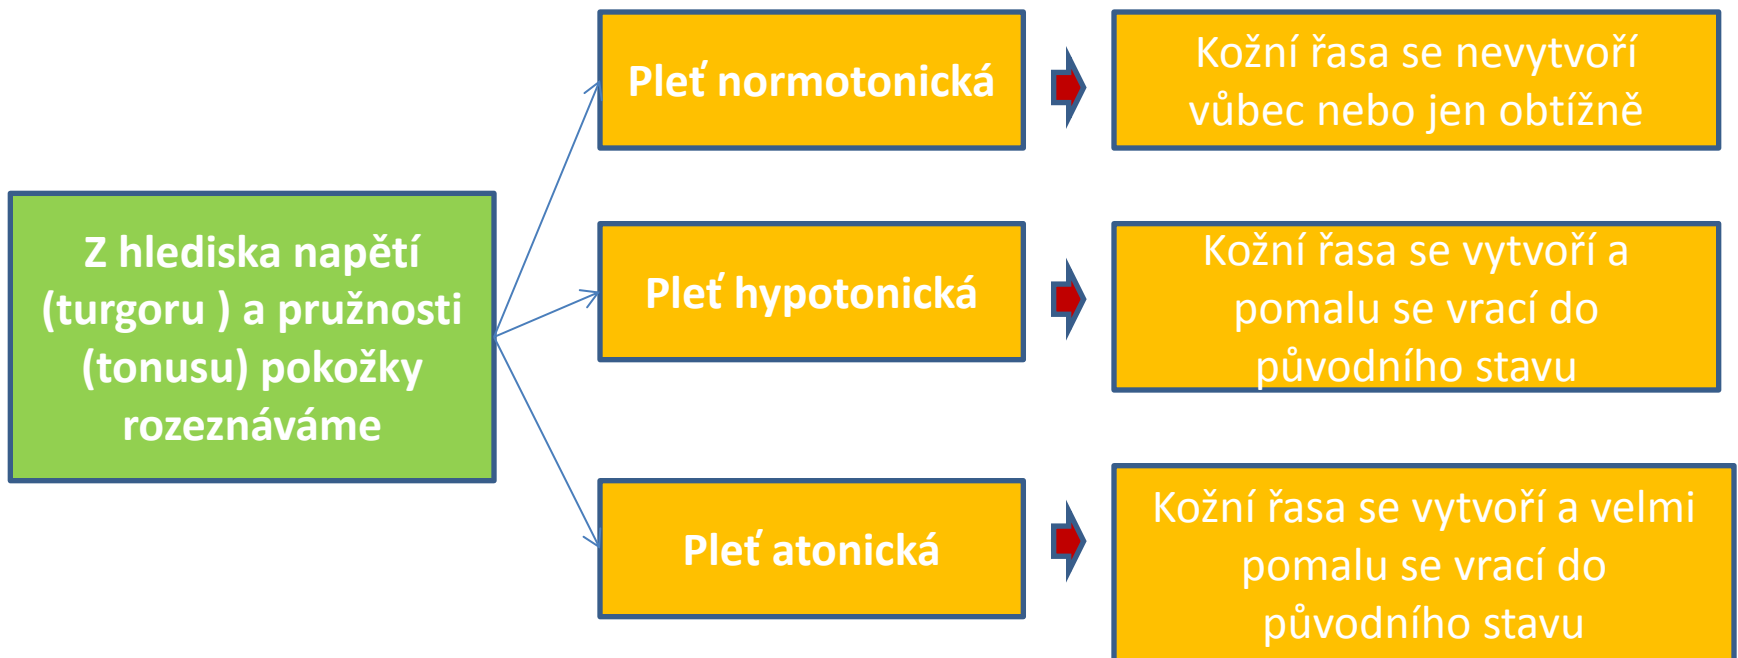 Z hlediska napětí
(turgoru ) a pružnosti
(tonusu) pokožky
rozeznáváme
Pleť normotonická
Kožní řasa se nevytvoří
vůbec nebo jen obtížně
Pleť hypotonická
Kožní řasa se vytvoří a
pomalu se vrací do
původního stavu
Pleť atonická
Kožní řasa se vytvoří a velmi
pomalu se vrací do
původního stavu